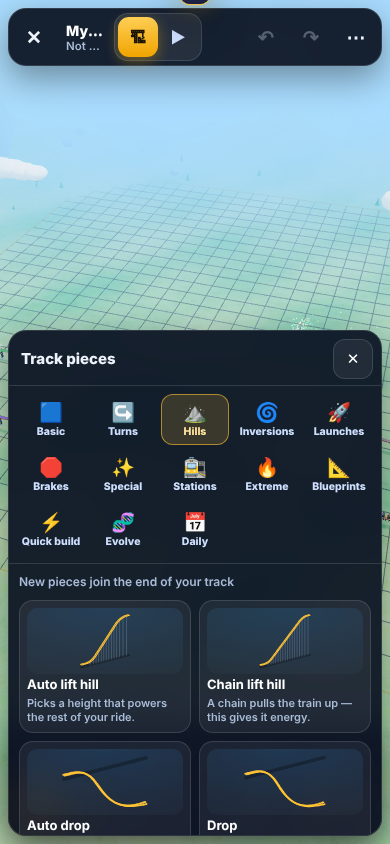 My...
Not ...
Track pieces
Basic
Turns
Hills
Inversions
Launches
Brakes
Special
Stations
Extreme
Blueprints
Quick build
Evolve
Daily
New pieces join the end of your track
Auto lift hill
Picks a height that powers
the rest of your ride.
Chain lift hill
A chain pulls the train up —
this gives it energy.
Auto drop
Drop